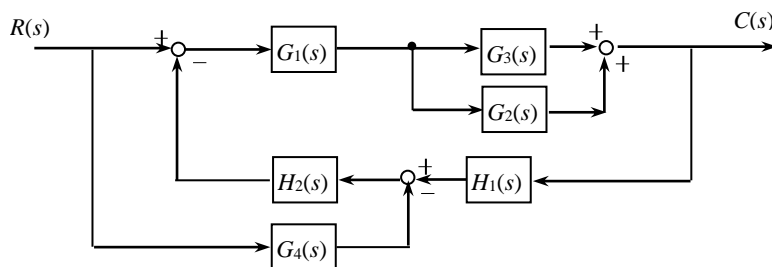 R(s)
C(s)
+
−
G₁(s)
G₃(s)
+
+
G₂(s)
H₂(s)
+
−
H₁(s)
G₄(s)